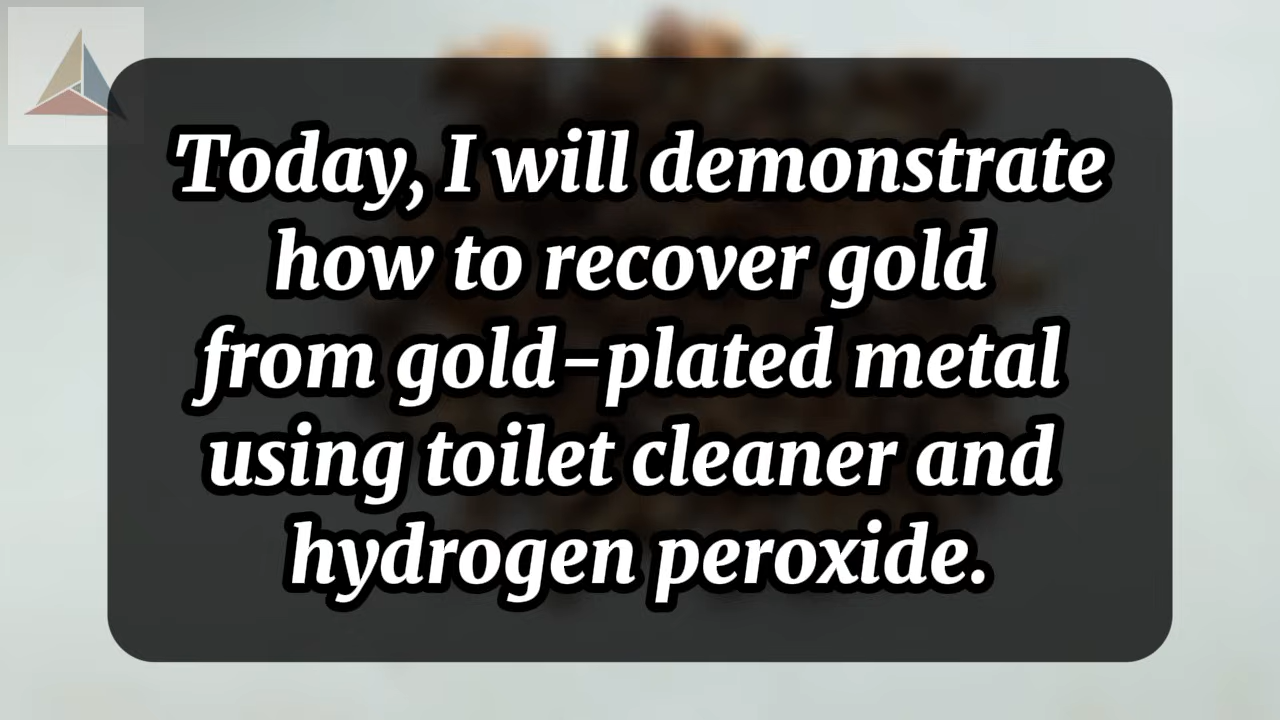 Today, I will demonstrate
how to recover gold
from gold-plated metal
using toilet cleaner and
hydrogen peroxide.